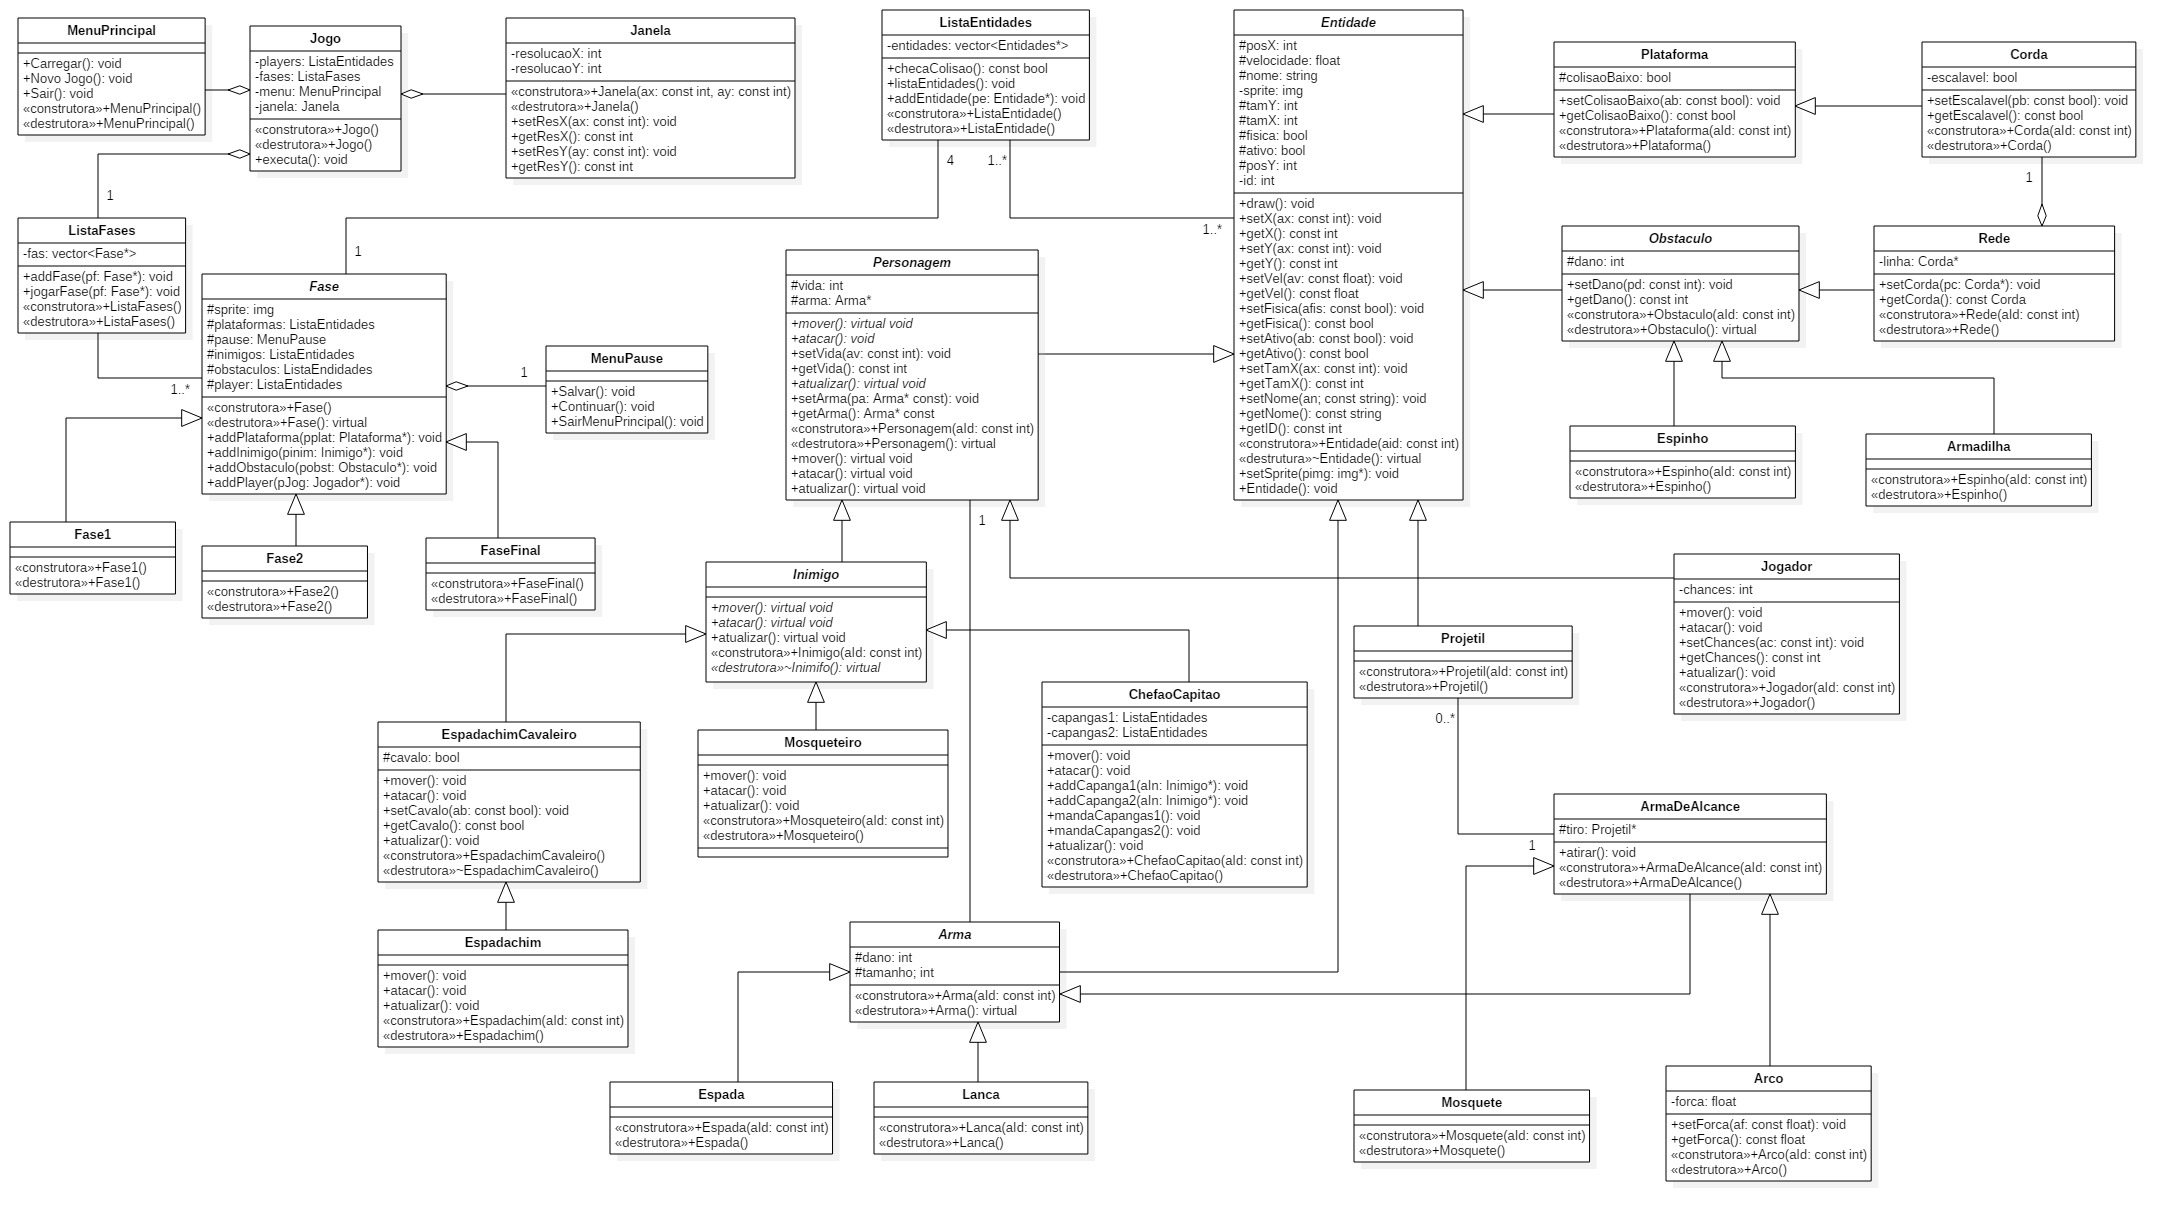 MenuPrincipal
+Carregar(): void
+Novo Jogo(): void
+Sair(): void
«construtora»+MenuPrincipal()
«destrutora»+MenuPrincipal()
Jogo
-players: ListaEntidades
-fases: ListaFases
-menu: MenuPrincipal
-janela: Janela
«construtora»+Jogo()
«destrutora»+Jogo()
+executa(): void
Janela
-resolucaoX: int
-resolucaoY: int
«construtora»+Janela(ax: const int, ay: const int)
«destrutora»+Janela()
+setResX(ax: const int): void
+getResX(): const int
+setResY(ay: const int): void
+getResY(): const int
ListaEntidades
-entidades: vector<Entidades*>
+checaColisao(): const bool
+listaEntidades(): void
+addEntidade(pe: Entidade*): void
«construtora»+ListaEntidade()
«destrutora»+ListaEntidade()
4
1..*
1..*
1
Entidade
#posX: int
#velocidade: float
#nome: string
-sprite: img
#tamY: int
#tamX: int
#fisica: bool
#ativo: bool
#posY: int
-id: int
+draw(): void
+setX(ax: const int): void
+getX(): const int
+setY(ax: const int): void
+getY(): const int
+setVel(av: const float): void
+getVel(): const float
+setFisica(afis: const bool): void
+getFisica(): const bool
+setAtivo(ab: const bool): void
+getAtivo(): const bool
+setTamX(ax: const int): void
+getTamX(): const int
+setNome(an; const string): void
+getNome(): const string
+getID(): const int
«construtora»+Entidade(aid: const int)
«destrutura»~Entidade(): virtual
+setSprite(pimg: img*): void
+Entidade(): void
Plataforma
#colisaoBaixo: bool
+setColisaoBaixo(ab: const bool): void
+getColisaoBaixo(): const bool
«construtora»+Plataforma(aId: const int)
«destrutora»+Plataforma()
Corda
-escalavel: bool
+setEscalavel(pb: const bool): void
+getEscalavel(): const bool
«construtora»+Corda(aId: const int)
«destrutora»+Corda()
1
Obstaculo
#dano: int
+setDano(pd: const int): void
+getDano(): const int
«construtora»+Obstaculo(aId: const int)
«destrutora»+Obstaculo(): virtual
Rede
-linha: Corda*
+setCorda(pc: Corda*): void
+getCorda(): const Corda
«construtora»+Rede(aId: const int)
«destrutora»+Rede()
1
ListaFases
-fas: vector<Fase*>
+addFase(pf: Fase*): void
+jogarFase(pf: Fase*): void
«construtora»+ListaFases()
«destrutora»+ListaFases()
1..*
Fase
#sprite: img
#plataformas: ListaEntidades
#pause: MenuPause
#inimigos: ListaEntidades
#obstaculos: ListaEndidades
#player: ListaEntidades
«construtora»+Fase()
«destrutora»+Fase(): virtual
+addPlataforma(pplat: Plataforma*): void
+addInimigo(pinim: Inimigo*): void
+addObstaculo(pobst: Obstaculo*): void
+addPlayer(pJog: Jogador*): void
1
MenuPause
+Salvar(): void
+Continuar(): void
+SairMenuPrincipal(): void
Personagem
#vida: int
#arma: Arma*
+mover(): virtual void
+atacar(): void
+setVida(av: const int): void
+getVida(): const int
+atualizar(): virtual void
+setArma(pa: Arma* const): void
+getArma(): Arma* const
«construtora»+Personagem(aId: const int)
«destrutora»+Personagem(): virtual
+mover(): virtual void
+atacar(): virtual void
+atualizar(): virtual void
1
Espinho
«construtora»+Espinho(aId: const int)
«destrutora»+Espinho()
Armadilha
«construtora»+Espinho(aId: const int)
«destrutora»+Espinho()
Fase1
«construtora»+Fase1()
«destrutora»+Fase1()
Fase2
«construtora»+Fase2()
«destrutora»+Fase2()
FaseFinal
«construtora»+FaseFinal()
«destrutora»+FaseFinal()
Inimigo
+mover(): virtual void
+atacar(): virtual void
+atualizar(): virtual void
«construtora»+Inimigo(aId: const int)
«destrutora»~Inimifo(): virtual
Jogador
-chances: int
+mover(): void
+atacar(): void
+setChances(ac: const int): void
+getChances(): const int
+atualizar(): void
«construtora»+Jogador(aId: const int)
«destrutora»+Jogador()
Projetil
«construtora»+Projetil(aId: const int)
«destrutora»+Projetil()
0..*
EspadachimCavaleiro
#cavalo: bool
+mover(): void
+atacar(): void
+setCavalo(ab: const bool): void
+getCavalo(): const bool
+atualizar(): void
«construtora»+EspadachimCavaleiro()
«destrutora»~EspadachimCavaleiro()
Mosqueteiro
+mover(): void
+atacar(): void
+atualizar(): void
«construtora»+Mosqueteiro(aId: const int)
«destrutora»+Mosqueteiro()
ChefaoCapitao
-capangas1: ListaEntidades
-capangas2: ListaEntidades
+mover(): void
+atacar(): void
+addCapanga1(aIn: Inimigo*): void
+addCapanga2(aIn: Inimigo*): void
+mandaCapangas1(): void
+mandaCapangas2(): void
+atualizar(): void
«construtora»+ChefaoCapitao(aId: const int)
«destrutora»+ChefaoCapitao()
ArmaDeAlcance
#tiro: Projetil*
+atirar(): void
«construtora»+ArmaDeAlcance(aId: const int)
«destrutora»+ArmaDeAlcance()
1
Espadachim
+mover(): void
+atacar(): void
+atualizar(): void
«construtora»+Espadachim(aId: const int)
«destrutora»+Espadachim()
Arma
#dano: int
#tamanho; int
«construtora»+Arma(aId: const int)
«destrutora»+Arma(): virtual
Espada
«construtora»+Espada(aId: const int)
«destrutora»+Espada()
Lanca
«construtora»+Lanca(aId: const int)
«destrutora»+Lanca()
Mosquete
«construtora»+Mosquete(aId: const int)
«destrutora»+Mosquete()
Arco
-forca: float
+setForca(af: const float): void
+getForca(): const float
«construtora»+Arco(aId: const int)
«destrutora»+Arco()